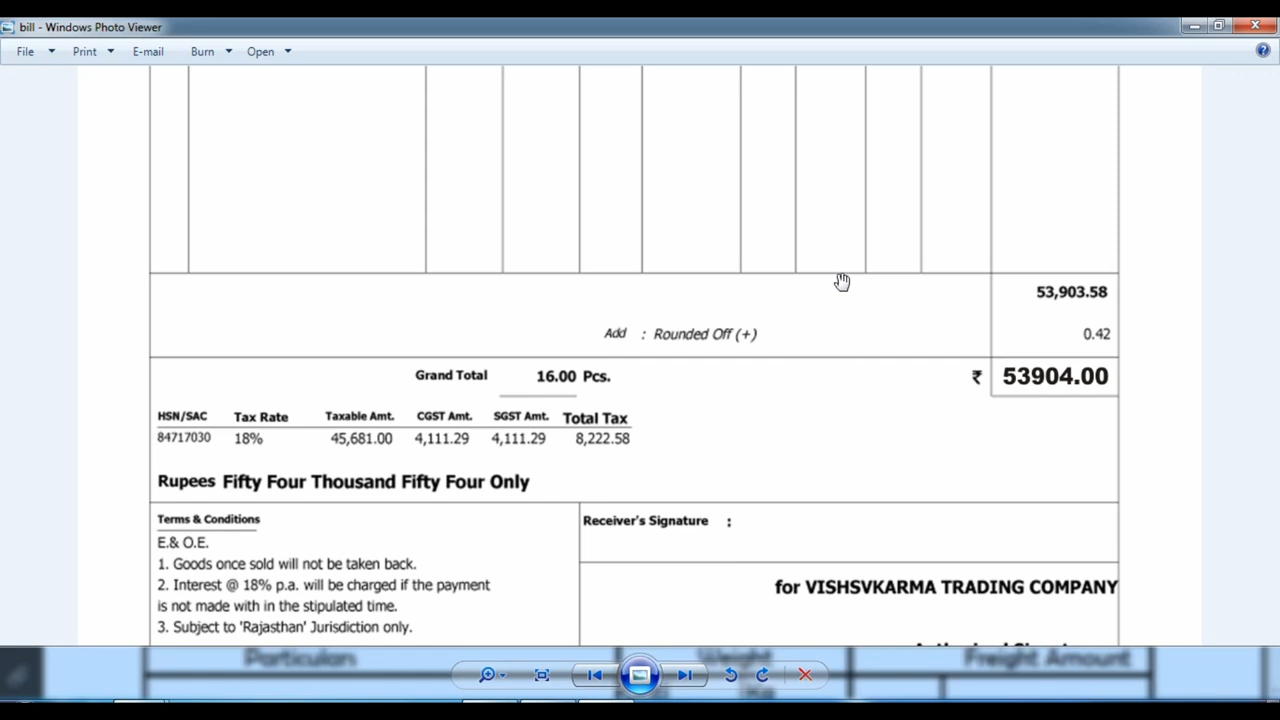 bill - Windows Photo Viewer
File Print E-mail Burn Open
53,903.58
Add : Rounded Off (+) 0.42
Grand Total 16.00 Pcs. ₹ 53904.00
HSN/SAC Tax Rate Taxable Amt. CGST Amt. SGST Amt. Total Tax
84717030 18% 45,681.00 4,111.29 4,111.29 8,222.58
Rupees Fifty Four Thousand Fifty Four Only
Terms & Conditions
E.& O.E.
1. Goods once sold will not be taken back.
2. Interest @ 18% p.a. will be charged if the payment
is not made with in the stipulated time.
3. Subject to 'Rajasthan' Jurisdiction only.
Receiver's Signature :
for VISHSVKARMA TRADING COMPANY
Particulars Weight Freight Amount